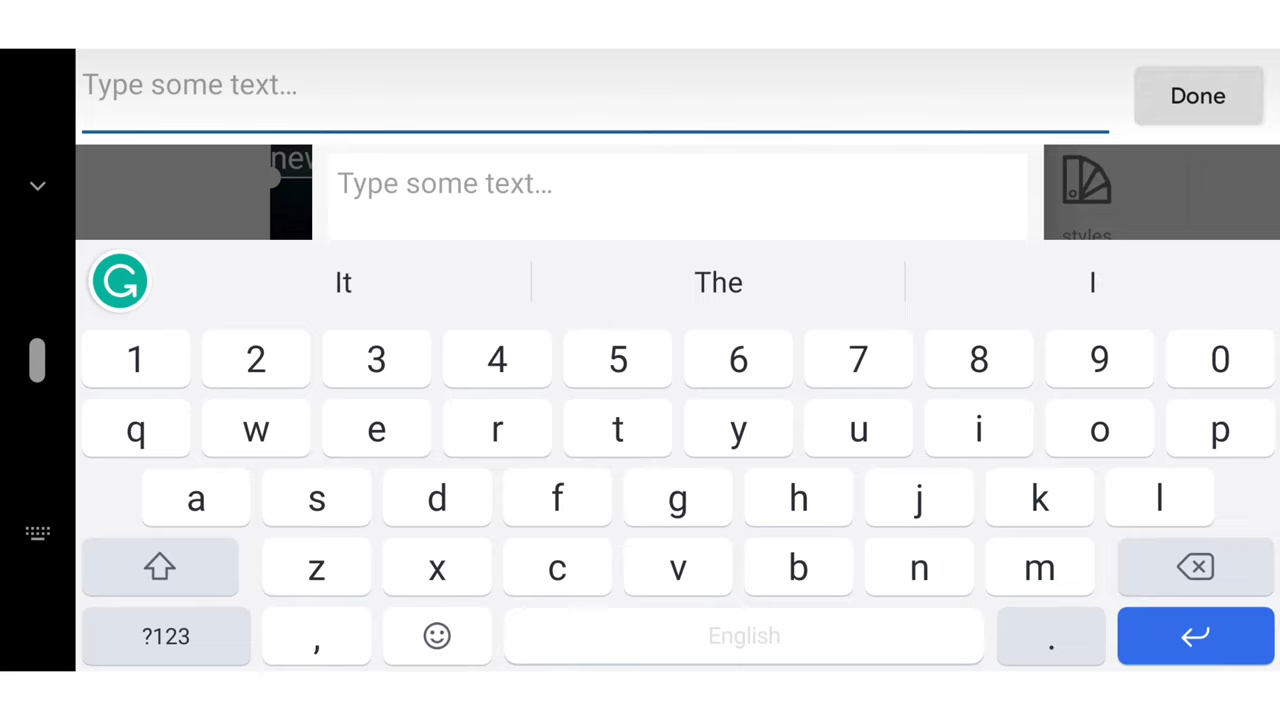 Type some text...
Done
new
Type some text...
styles
It The I
1 2 3 4 5 6 7 8 9 0
q w e r t y u i o p
a s d f g h j k l
z x c v b n m
?123 , English .